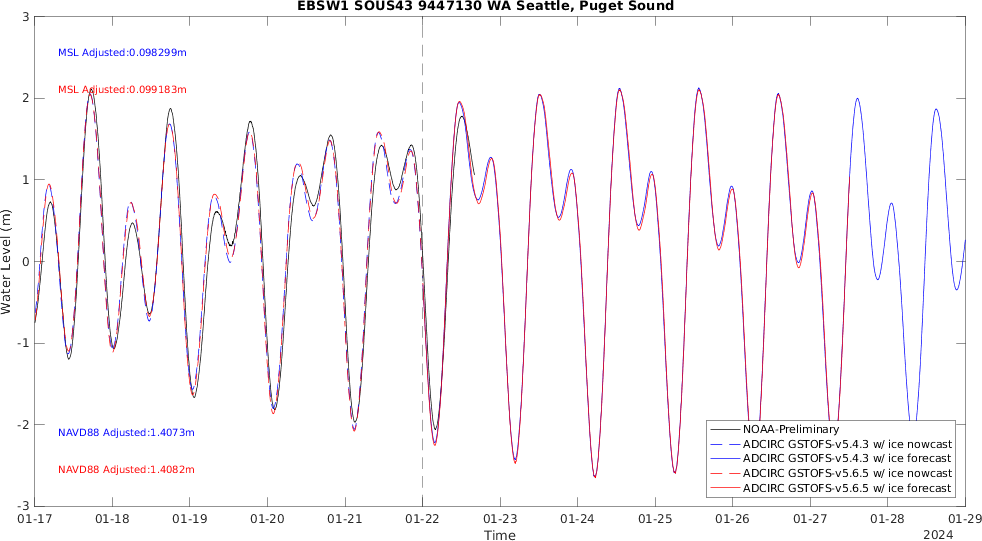 EBSW1 SOUS43 9447130 WA Seattle, Puget Sound
3
2
1
0
-1
-2
-3
Water Level (m)
MSL Adjusted:0.098299m
MSL Adjusted:0.099183m
NAVD88 Adjusted:1.4073m
NAVD88 Adjusted:1.4082m
NOAA-Preliminary
ADCIRC GSTOFS-v5.4.3 w/ ice nowcast
ADCIRC GSTOFS-v5.4.3 w/ ice forecast
ADCIRC GSTOFS-v5.6.5 w/ ice nowcast
ADCIRC GSTOFS-v5.6.5 w/ ice forecast
01-17 01-18 01-19 01-20 01-21 01-22 01-23 01-24 01-25 01-26 01-27 01-28 01-29
Time
2024